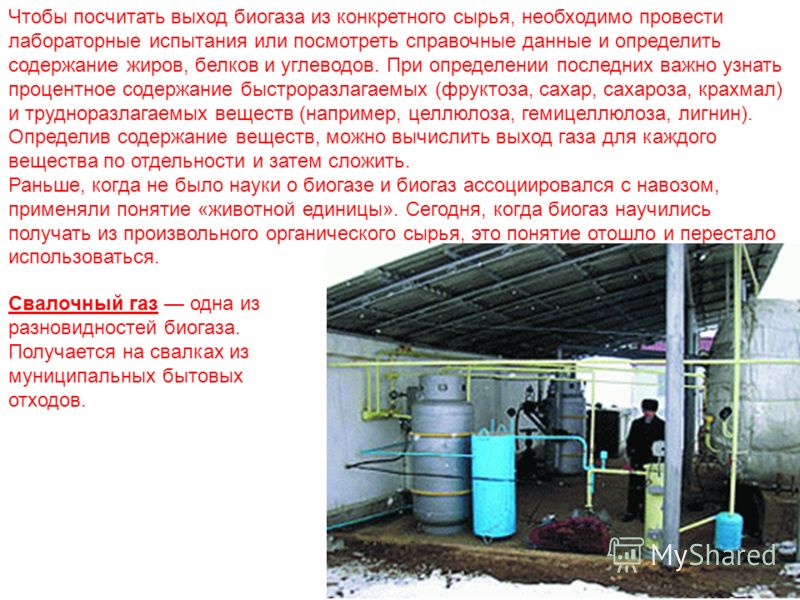 Чтобы посчитать выход биогаза из конкретного сырья, необходимо провести
лабораторные испытания или посмотреть справочные данные и определить
содержание жиров, белков и углеводов. При определении последних важно узнать
процентное содержание быстроразлагаемых (фруктоза, сахар, сахароза, крахмал)
и трудноразлагаемых веществ (например, целлюлоза, гемицеллюлоза, лигнин).
Определив содержание веществ, можно вычислить выход газа для каждого
вещества по отдельности и затем сложить.
Раньше, когда не было науки о биогазе и биогаз ассоциировался с навозом,
применяли понятие «животной единицы». Сегодня, когда биогаз научились
получать из произвольного органического сырья, это понятие отошло и перестало
использоваться.
Свалочный газ — одна из
разновидностей биогаза.
Получается на свалках из
муниципальных бытовых
отходов.
MyShared